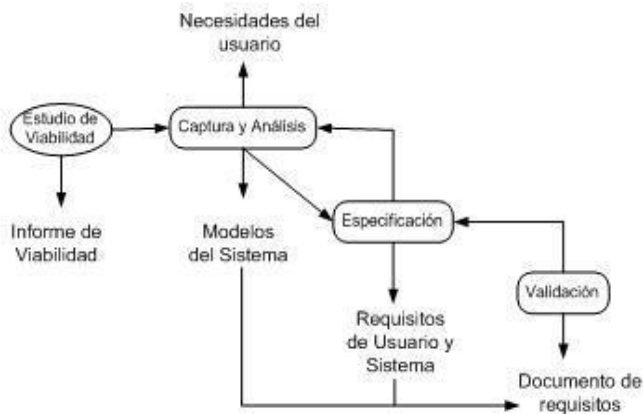 Necesidades del
usuario
Estudio de
Viabilidad
Captura y Análisis
Informe de
Viabilidad
Modelos
del Sistema
Especificación
Requisitos
de Usuario y
Sistema
Validación
Documento de
requisitos